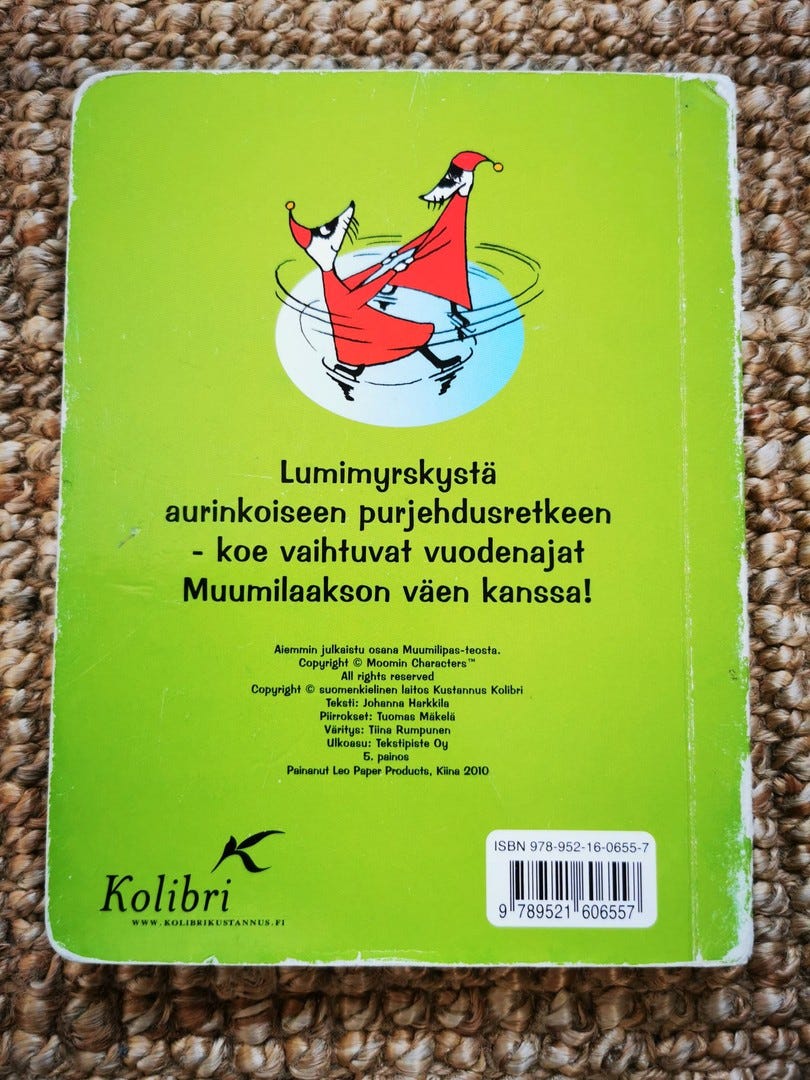 Lumimyrskystä
aurinkoiseen purjehdusretkeen
- koe vaihtuvat vuodenajat
Muumilaakson väen kanssa!
Aiemmin julkaistu osana Muumilipas-teosta.
Copyright © Moomin Characters™
All rights reserved
Copyright © suomenkielinen laitos Kustannus Kolibri
Teksti: Johanna Harkkila
Piirrokset: Tuomas Mäkelä
Väritys: Tiina Rumpunen
Ulkoasu: Tekstipiste Oy
5. painos
Painanut Leo Paper Products, Kiina 2010
Kolibri
WWW.KOLIBRIKUSTANNUS.FI
ISBN 978-952-16-0655-7
9 789521 606557